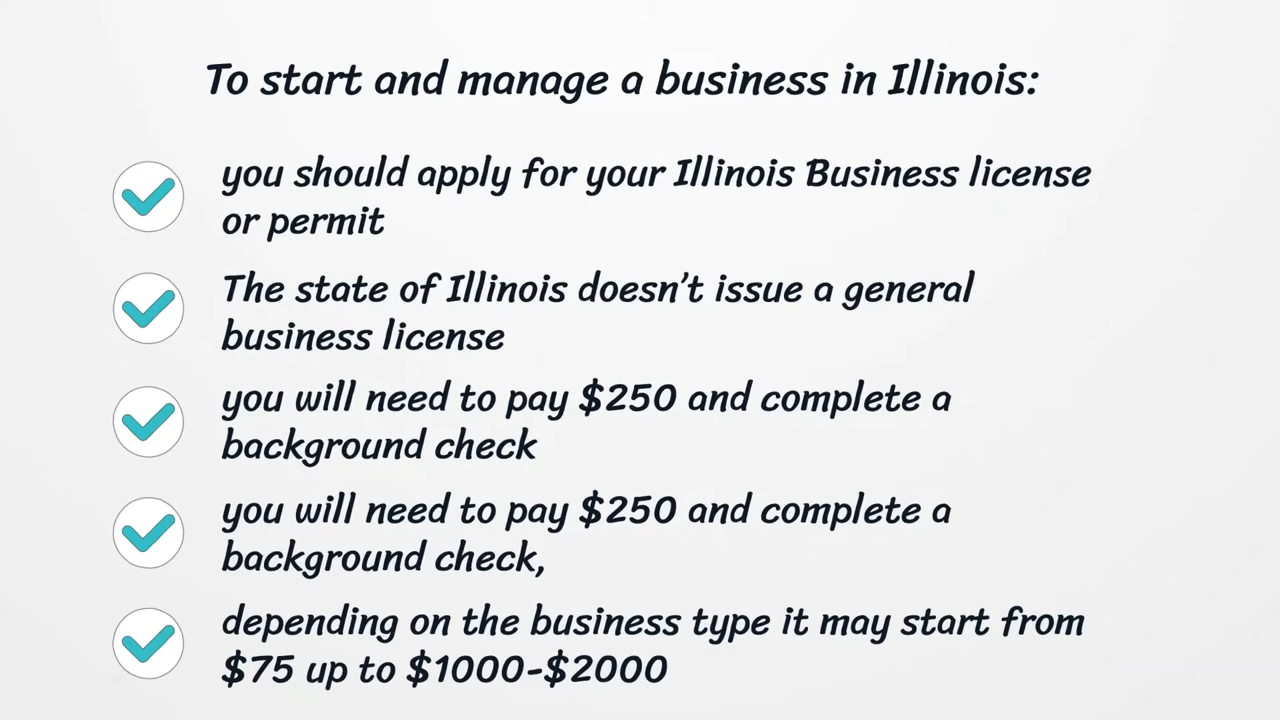 To start and manage a business in Illinois:
you should apply for your Illinois Business license
or permit
The state of Illinois doesn't issue a general
business license
you will need to pay $250 and complete a
background check
you will need to pay $250 and complete a
background check,
depending on the business type it may start from
$75 up to $1000-$2000